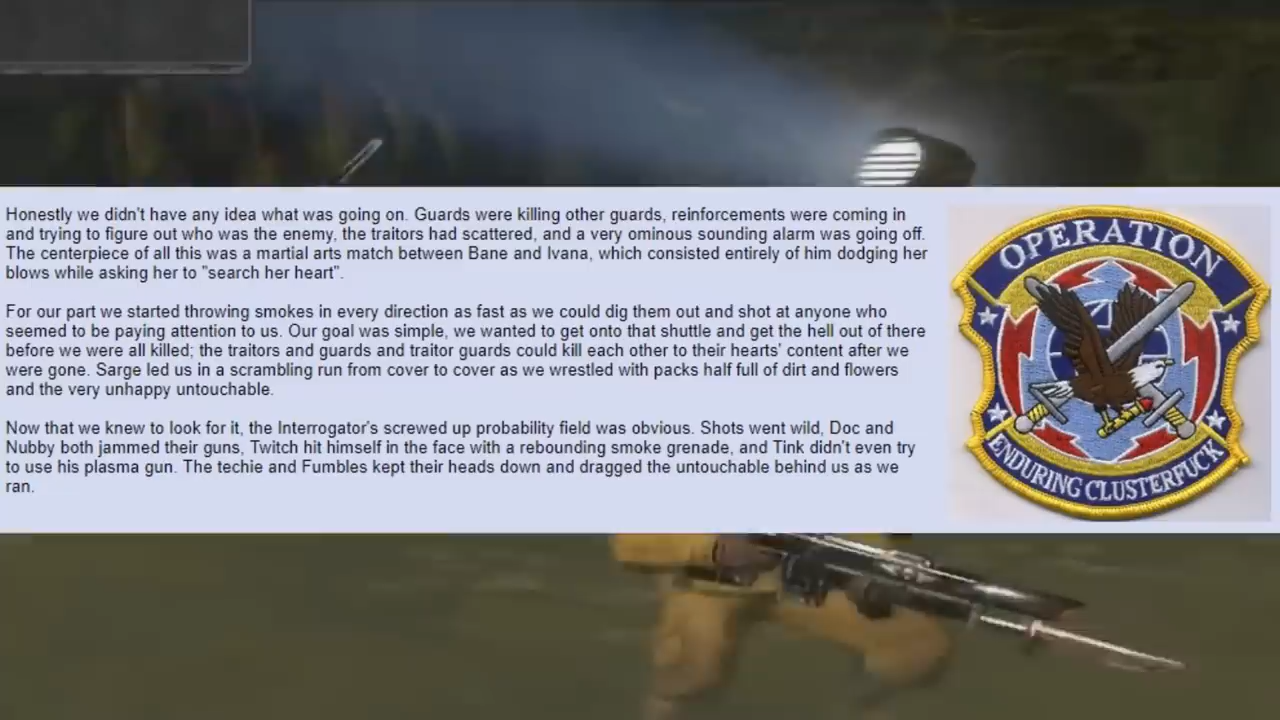 Honestly we didn't have any idea what was going on. Guards were killing other guards, reinforcements were coming in
and trying to figure out who was the enemy, the traitors had scattered, and a very ominous sounding alarm was going off.
The centerpiece of all this was a martial arts match between Bane and Ivana, which consisted entirely of him dodging her
blows while asking her to "search her heart".
For our part we started throwing smokes in every direction as fast as we could dig them out and shot at anyone who
seemed to be paying attention to us. Our goal was simple, we wanted to get onto that shuttle and get the hell out of there
before we were all killed; the traitors and guards and traitor guards could kill each other to their hearts' content after we
were gone. Sarge led us in a scrambling run from cover to cover as we wrestled with packs half full of dirt and flowers
and the very unhappy untouchable.
Now that we knew to look for it, the Interrogator's screwed up probability field was obvious. Shots went wild, Doc and
Nubby both jammed their guns, Twitch hit himself in the face with a rebounding smoke grenade, and Tink didn't even try
to use his plasma gun. The techie and Fumbles kept their heads down and dragged the untouchable behind us as we
ran.
OPERATION
ENDURING CLUSTERFUCK